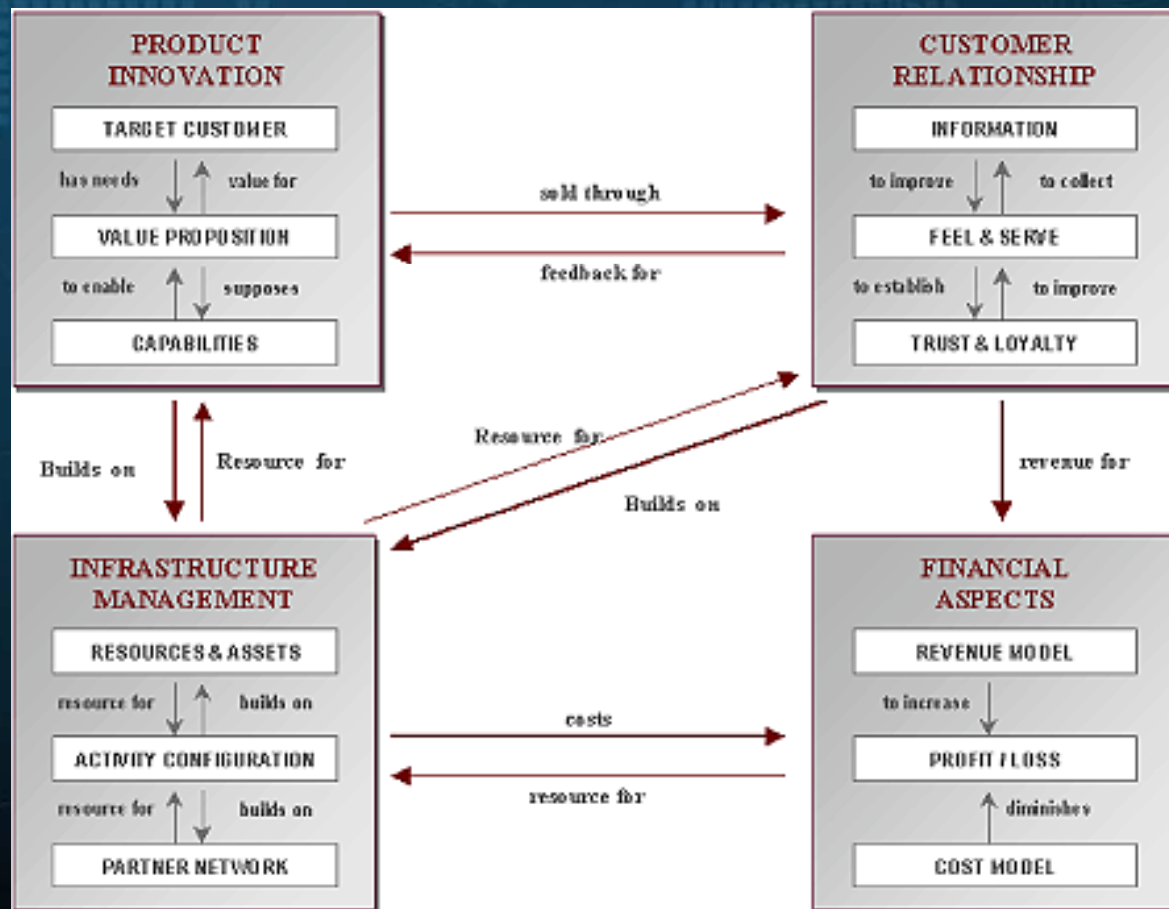 PRODUCT
INNOVATION
TARGET CUSTOMER
has needs
value for
VALUE PROPOSITION
to enable
supposes
CAPABILITIES
sold through
feedback for
CUSTOMER
RELATIONSHIP
INFORMATION
to improve
to collect
FEEL & SERVE
to establish
to improve
TRUST & LOYALTY
Builds on
Resource for
Resource for
Builds on
revenue for
INFRASTRUCTURE
MANAGEMENT
RESOURCES & ASSETS
resource for
builds on
ACTIVITY CONFIGURATION
resource for
builds on
PARTNER NETWORK
costs
resource for
FINANCIAL
ASPECTS
REVENUE MODEL
to increase
PROFIT / LOSS
diminishes
COST MODEL